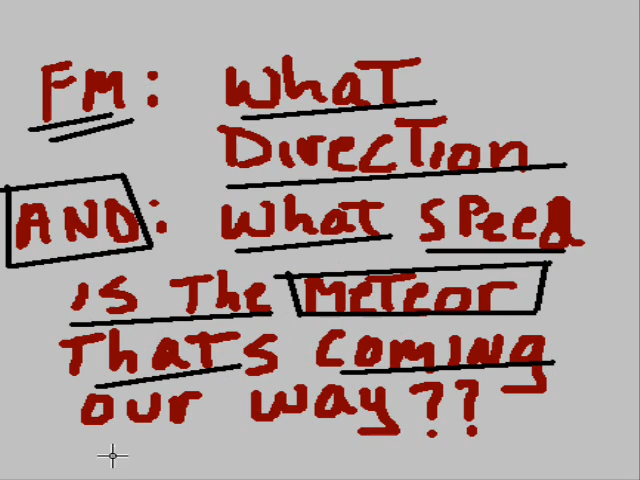 FM: What
Direction
AND: What Speed
is The Meteor
Thats Coming
our way??